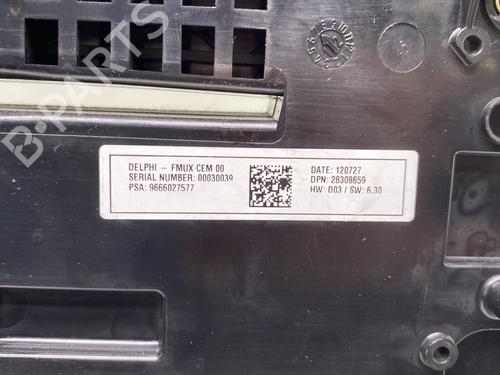 DELPHI - FMUX CEM 00
SERIAL NUMBER: 00030039
PSA: 9666027577
DATE: 120727
DPN: 28308659
HW: D03 / SW: 6.30
B-PARTS